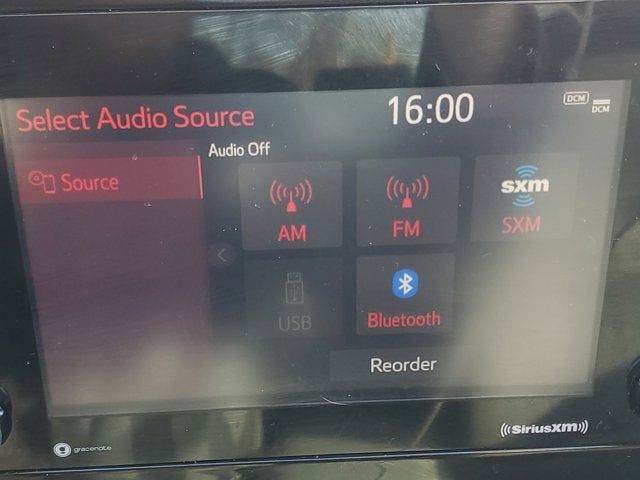 Select Audio Source
16:00
DCM
DCM
Audio Off
Source
AM
FM
sxm
SXM
USB
Bluetooth
Reorder
gracenote
SiriusXM